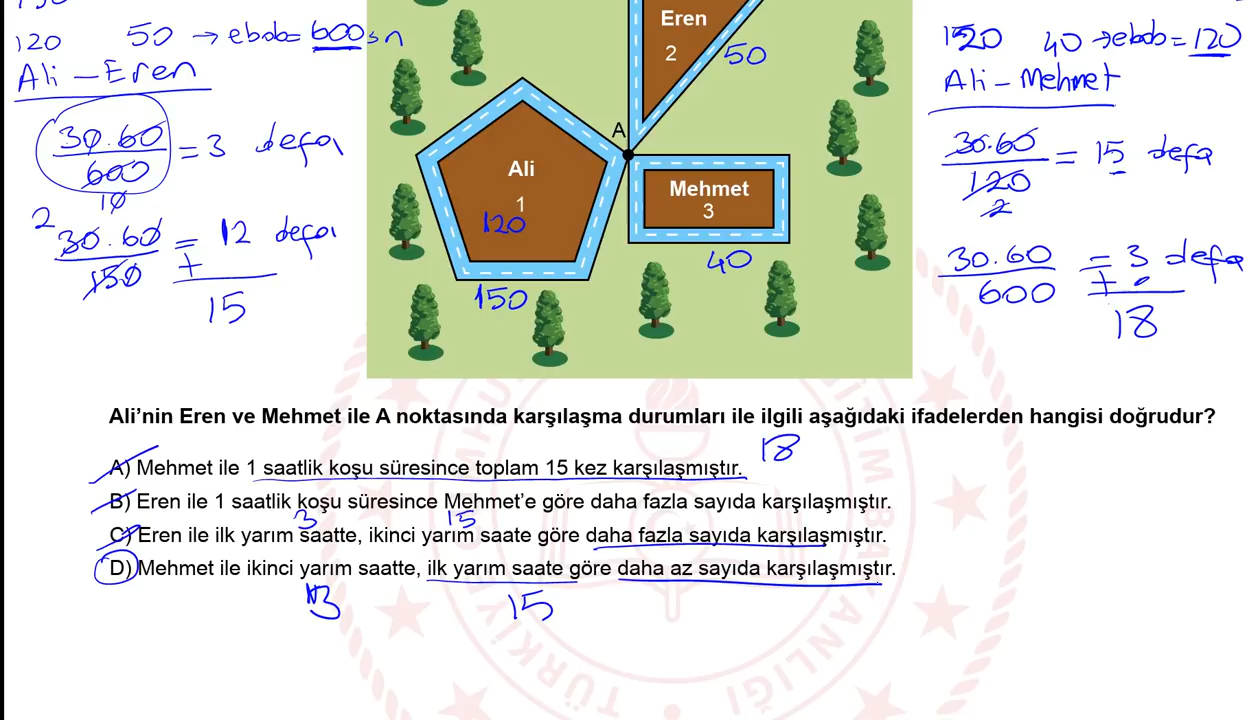 120 50 → ebob = 600 sn
Ali - Eren
30.60 / 600 = 3 defa
10
2
30.60 / 150 = 12 defa
+
15
Eren
2
50
A
Ali
1
120
150
Mehmet
3
40
120 40 → ebob = 120
Ali - Mehmet
30.60 / 120 = 15 defa
2
30.60 / 600 = 3 defa
+
18
Ali’nin Eren ve Mehmet ile A noktasında karşılaşma durumları ile ilgili aşağıdaki ifadelerden hangisi doğrudur?
18
A) Mehmet ile 1 saatlik koşu süresince toplam 15 kez karşılaşmıştır.
B) Eren ile 1 saatlik koşu süresince Mehmet’e göre daha fazla sayıda karşılaşmıştır.
3 15
C) Eren ile ilk yarım saatte, ikinci yarım saate göre daha fazla sayıda karşılaşmıştır.
D) Mehmet ile ikinci yarım saatte, ilk yarım saate göre daha az sayıda karşılaşmıştır.
3 15
TÜRKİY